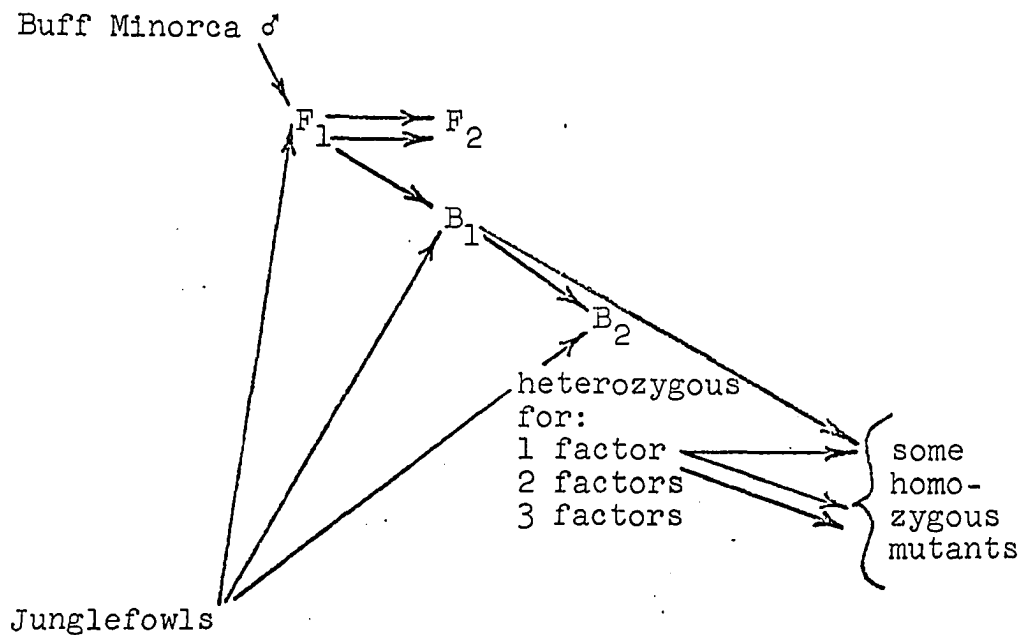 Buff Minorca ♂
F1 F2
B1
B2
heterozygous
for:
1 factor
2 factors
3 factors
some
homo-
zygous
mutants
Junglefowls